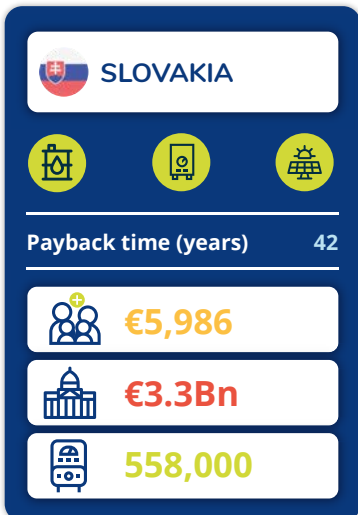 SLOVAKIA
Payback time (years) 42
€5,986
€3.3Bn
558,000